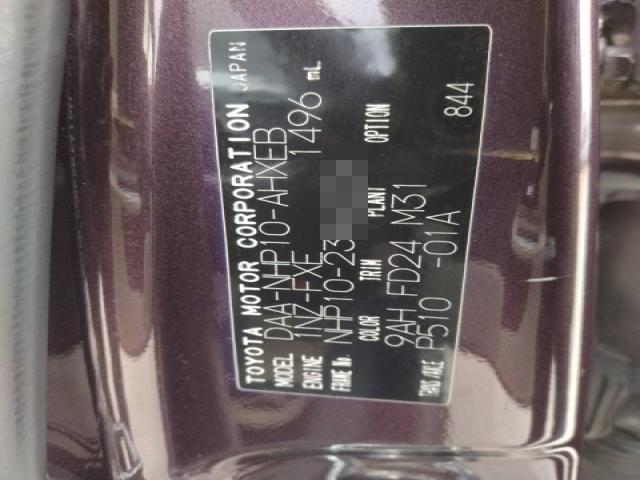 TOYOTA MOTOR CORPORATION JAPAN
MODEL DAA-NHP10-AHXEB
ENGINE 1NZ-FXE 1496 mL
FRAME No. NHP10-23
COLOR TRIM PLANT OPTION
9AH FD24 M31
TRANS AXLE P510 -01A 844